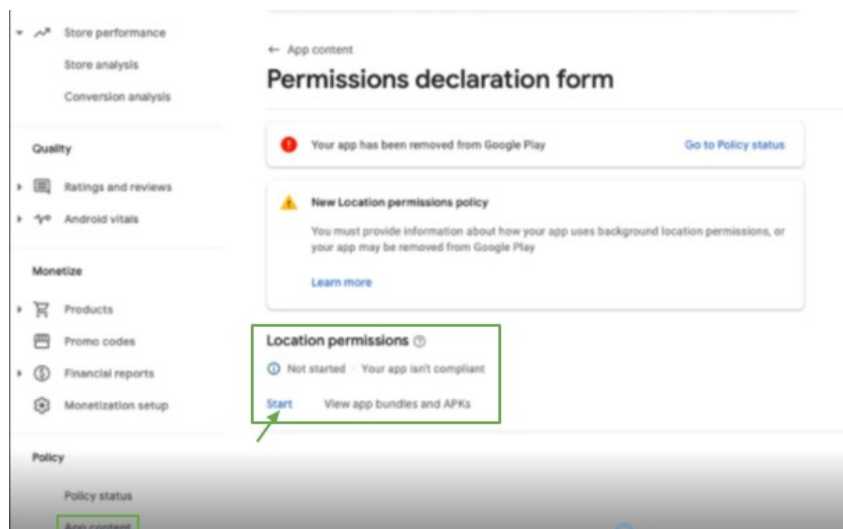 Store performance
Store analysis
Conversion analysis
Quality
Ratings and reviews
Android vitals
Monetize
Products
Promo codes
Financial reports
Monetization setup
Policy
Policy status
App content
← App content
Permissions declaration form
Your app has been removed from Google Play
Go to Policy status
New Location permissions policy
You must provide information about how your app uses background location permissions, or
your app may be removed from Google Play
Learn more
Location permissions
Not started · Your app isn't compliant
Start View app bundles and APKs